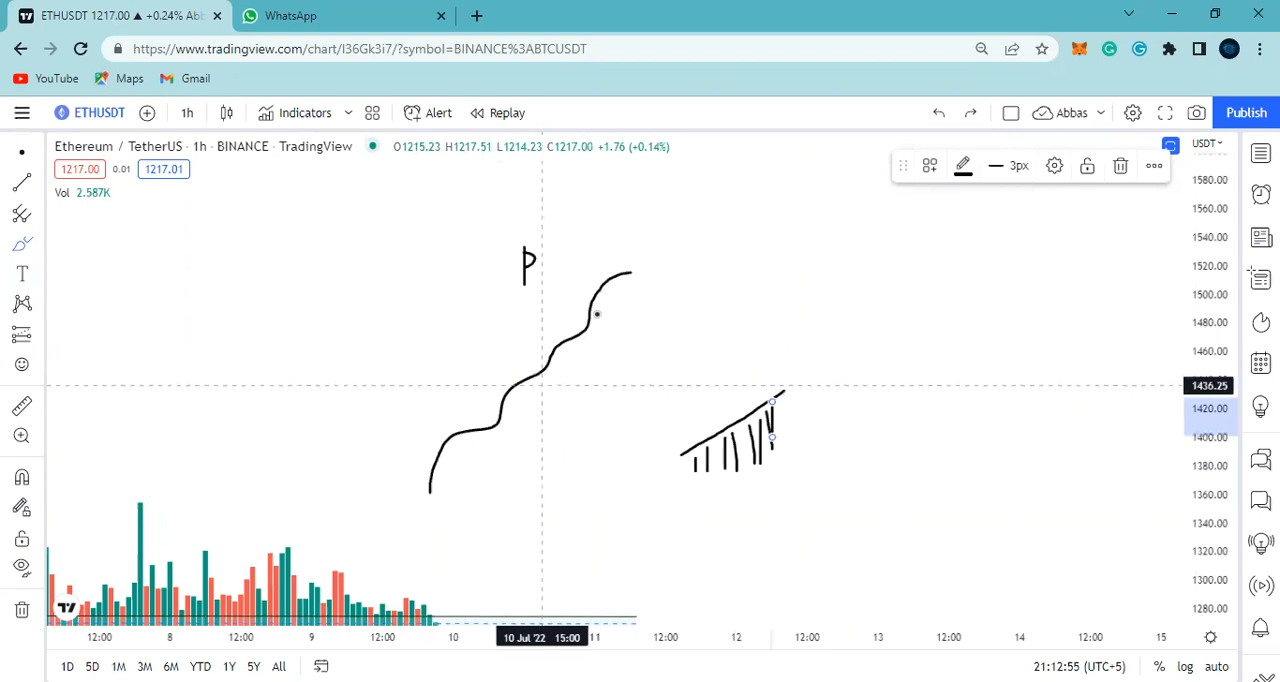 ETHUSDT 1217.00 ▲ +0.24% Ab
WhatsApp
https://www.tradingview.com/chart/I36Gk3i7/?symbol=BINANCE%3ABTCUSDT
YouTube Maps Gmail
ETHUSDT 1h Indicators Alert Replay Abbas Publish
Ethereum / TetherUS · 1h · BINANCE · TradingView O1215.23 H1217.51 L1214.23 C1217.00 +1.76 (+0.14%) USDT
1217.00 0.01 1217.01
3px
Vol 2.587K
P
1580.00
1560.00
1540.00
1520.00
1500.00
1480.00
1460.00
1436.25
1420.00
1400.00
1380.00
1360.00
1340.00
1320.00
1300.00
1280.00
12:00 8 12:00 9 12:00 10 10 Jul '22 15:00 11 12:00 12 12:00 13 12:00 14 12:00 15
1D 5D 1M 3M 6M YTD 1Y 5Y All 21:12:55 (UTC+5) % log auto